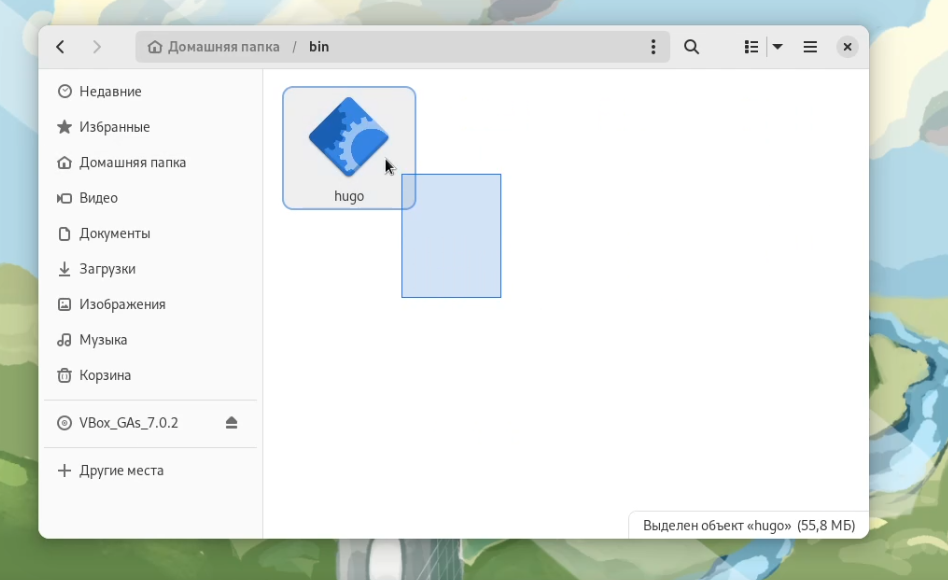 Домашняя папка / bin
Недавние
Избранные
Домашняя папка
Видео
Документы
Загрузки
Изображения
Музыка
Корзина
VBox_GAs_7.0.2
Другие места
hugo
Выделен объект «hugo» (55,8 МБ)